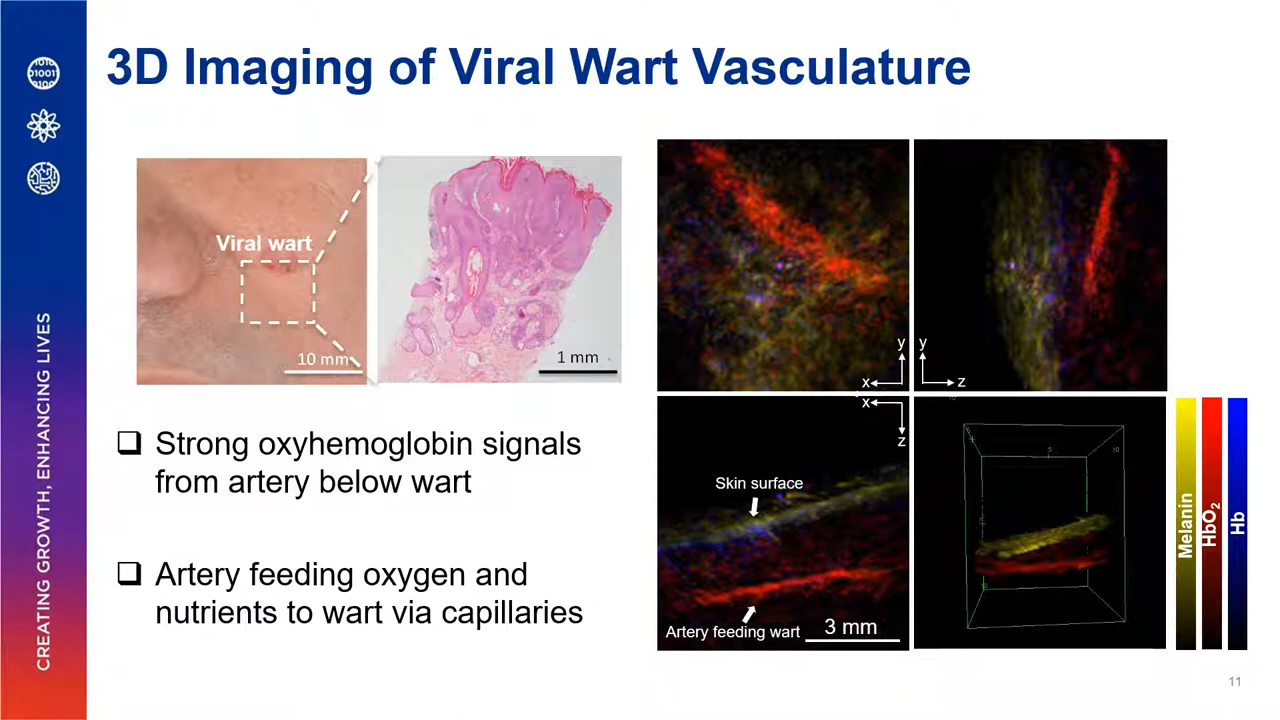 3D Imaging of Viral Wart Vasculature
Viral wart
10 mm
1 mm
❑ Strong oxyhemoglobin signals
from artery below wart
❑ Artery feeding oxygen and
nutrients to wart via capillaries
y
x
y
z
x
z
Skin surface
Artery feeding wart
3 mm
5
10
Melanin
HbO₂
Hb
CREATING GROWTH, ENHANCING LIVES
11